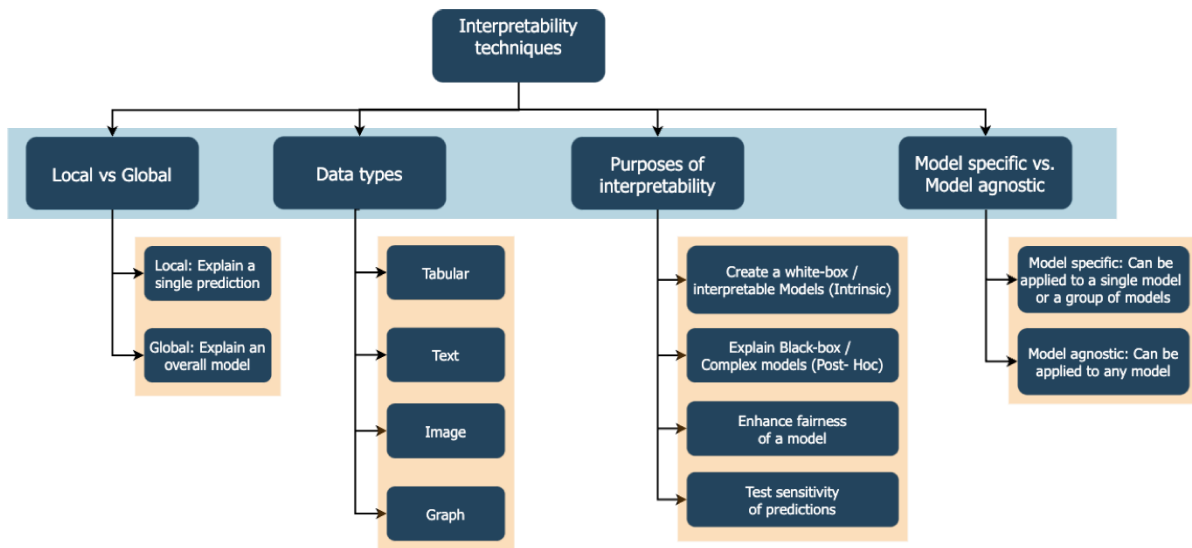 Interpretability
techniques
Local vs Global
Data types
Purposes of
interpretability
Model specific vs.
Model agnostic
Local: Explain a
single prediction
Global: Explain an
overall model
Tabular
Text
Image
Graph
Create a white-box /
interpretable Models (Intrinsic)
Explain Black-box /
Complex models (Post- Hoc)
Enhance fairness
of a model
Test sensitivity
of predictions
Model specific: Can be
applied to a single model
or a group of models
Model agnostic: Can be
applied to any model